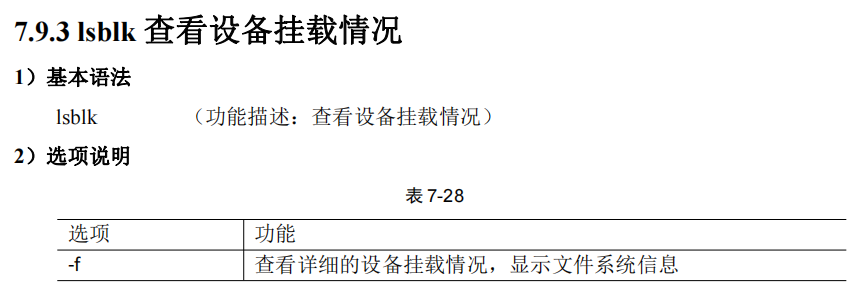 7.9.3 lsblk 查看设备挂载情况
1）基本语法
lsblk （功能描述：查看设备挂载情况）
2）选项说明
表 7-28
选项 功能
-f 查看详细的设备挂载情况，显示文件系统信息